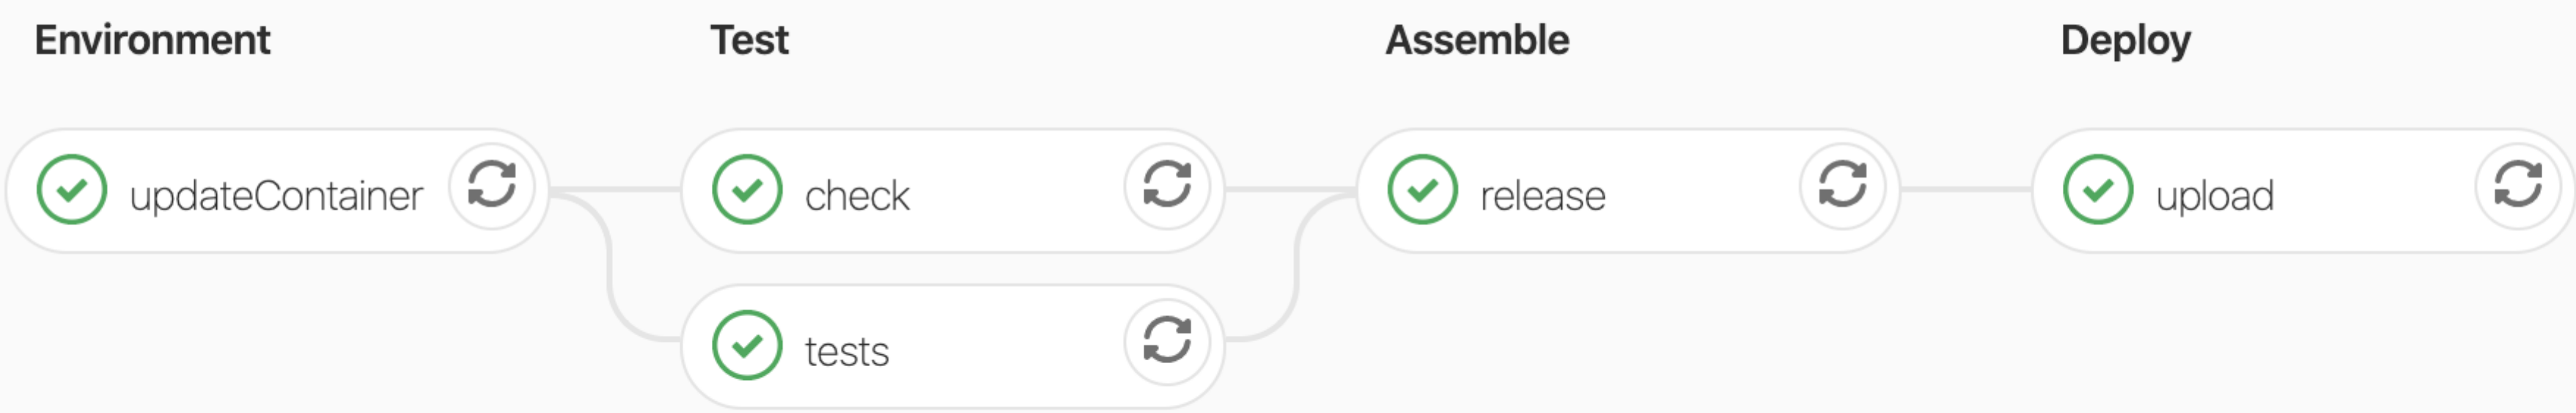 Environment
Test
Assemble
Deploy
updateContainer
check
release
upload
tests